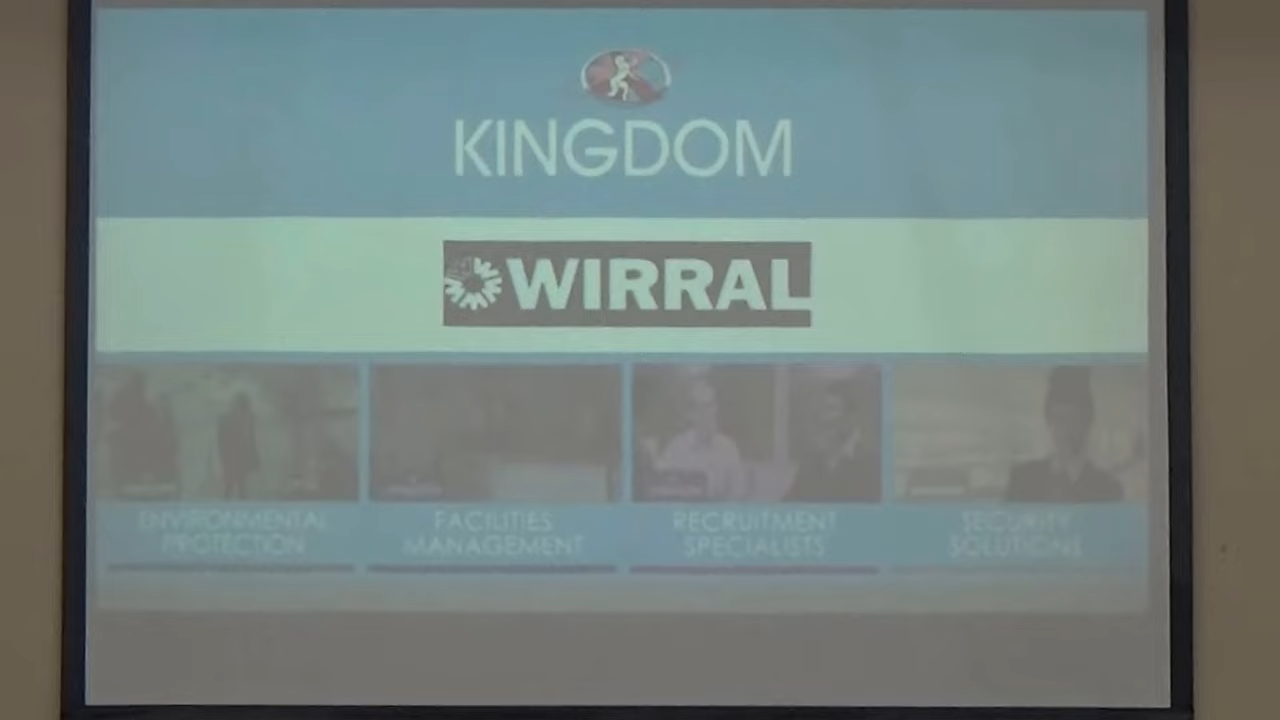 KINGDOM
WIRRAL
ENVIRONMENTAL
PROTECTION
FACILITIES
MANAGEMENT
RECRUITMENT
SPECIALISTS
SECURITY
SOLUTIONS